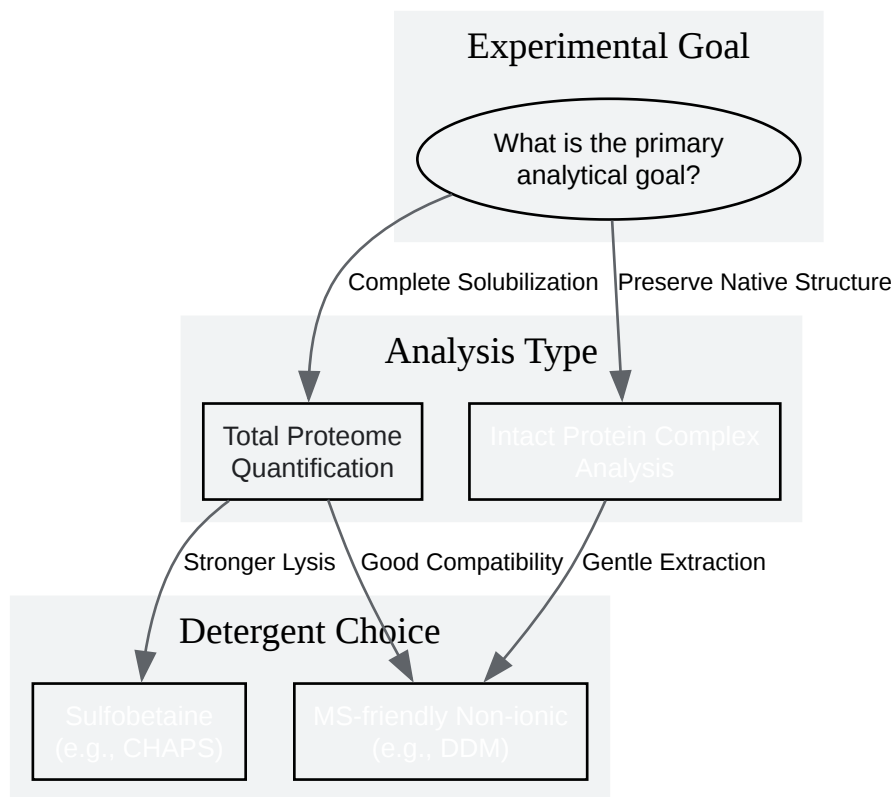 Experimental Goal
What is the primary
analytical goal?
Complete Solubilization
Preserve Native Structure
Analysis Type
Total Proteome
Quantification
Intact Protein Complex
Analysis
Stronger Lysis
Good Compatibility
Gentle Extraction
Detergent Choice
Sulfobetaine
(e.g., CHAPS)
MS-friendly Non-ionic
(e.g., DDM)